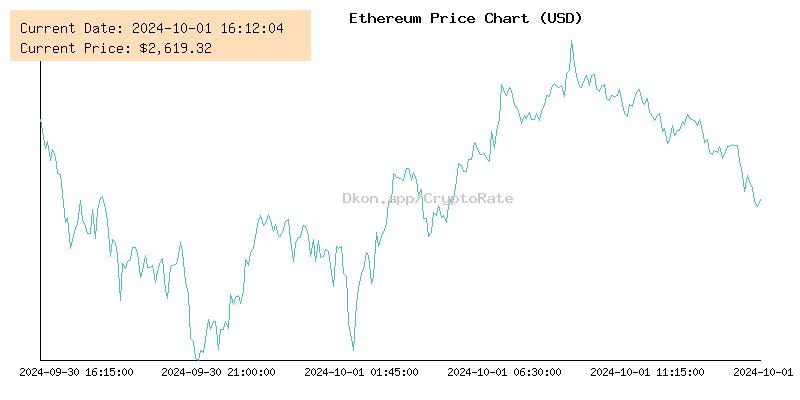 Ethereum Price Chart (USD)
Current Date: 2024-10-01 16:12:04
Current Price: $2,619.32
Dkon.app/CryptoRate
2024-09-30 16:15:00 2024-09-30 21:00:00 2024-10-01 01:45:00 2024-10-01 06:30:00 2024-10-01 11:15:00 2024-10-01